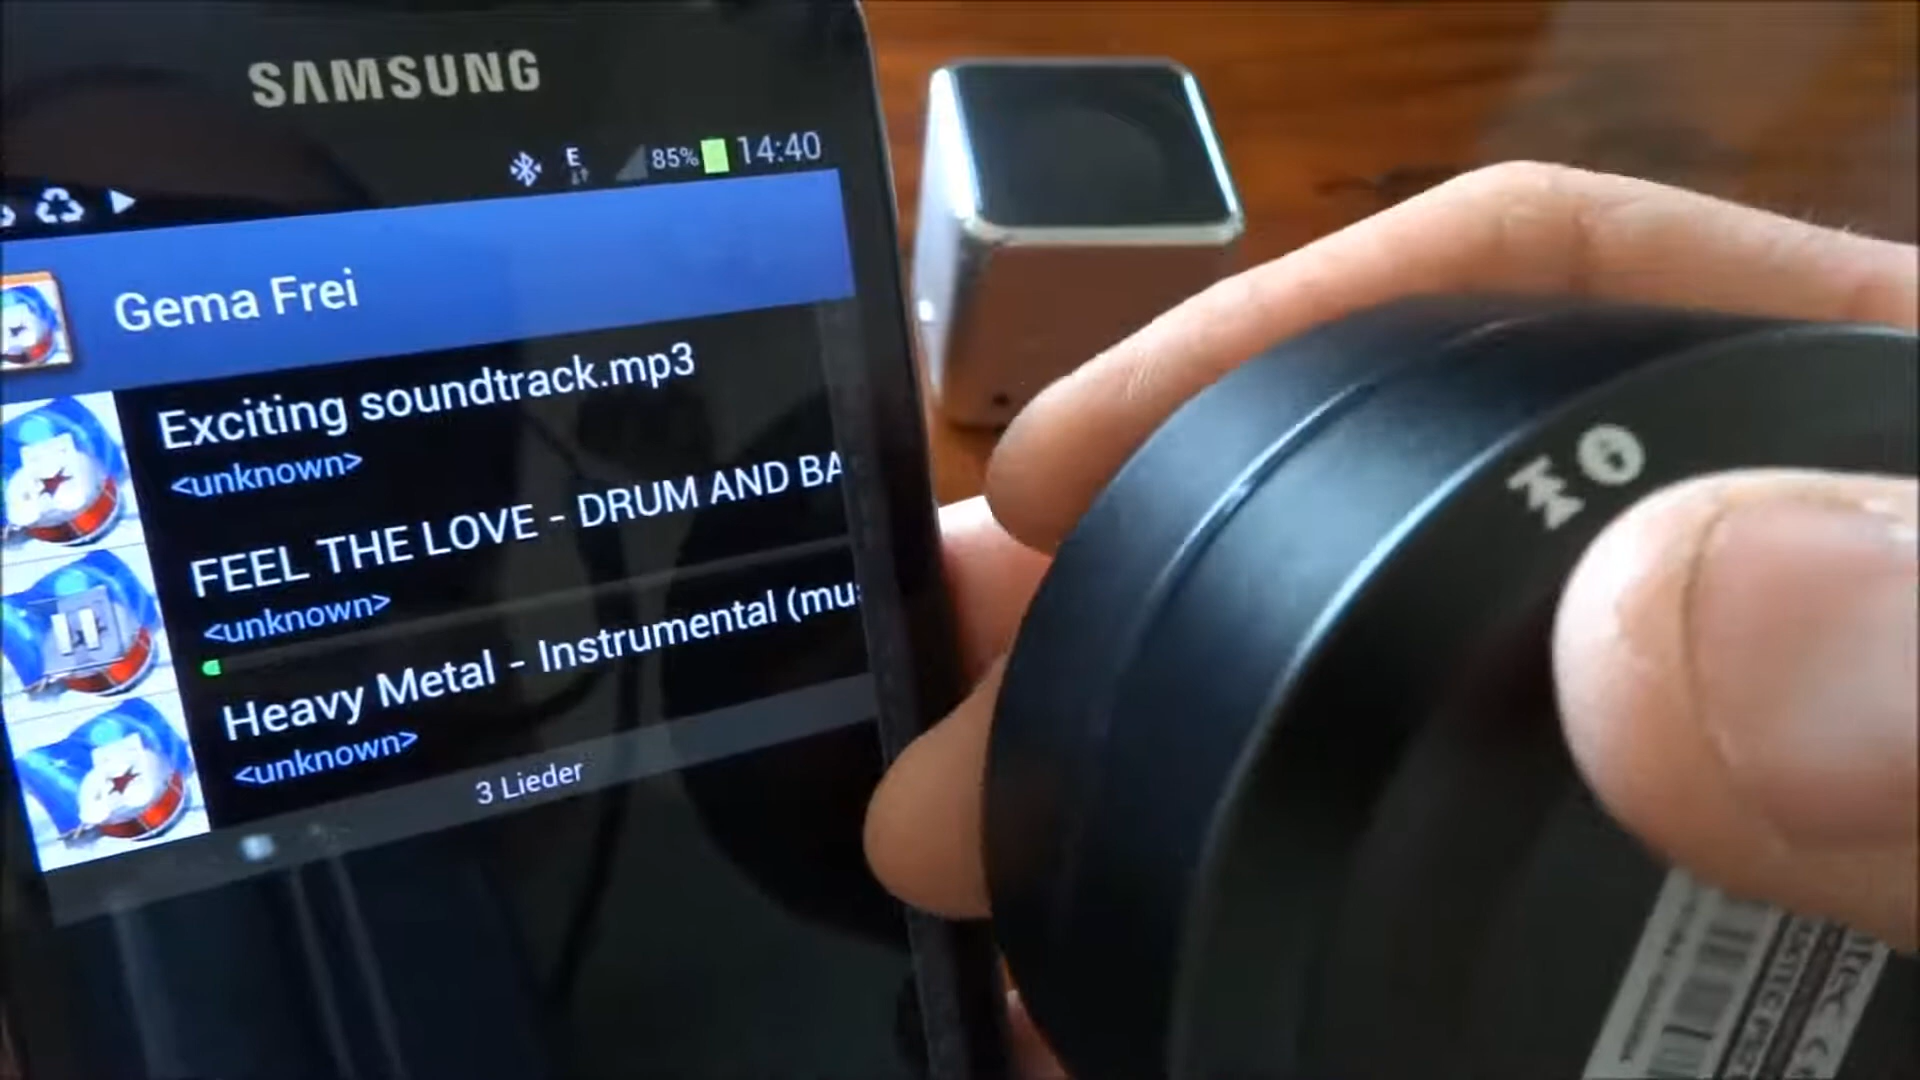 SAMSUNG
E
85%
14:40
Gema Frei
Exciting soundtrack.mp3
<unknown>
FEEL THE LOVE - DRUM AND BA
<unknown>
Heavy Metal - Instrumental (mu
<unknown>
3 Lieder